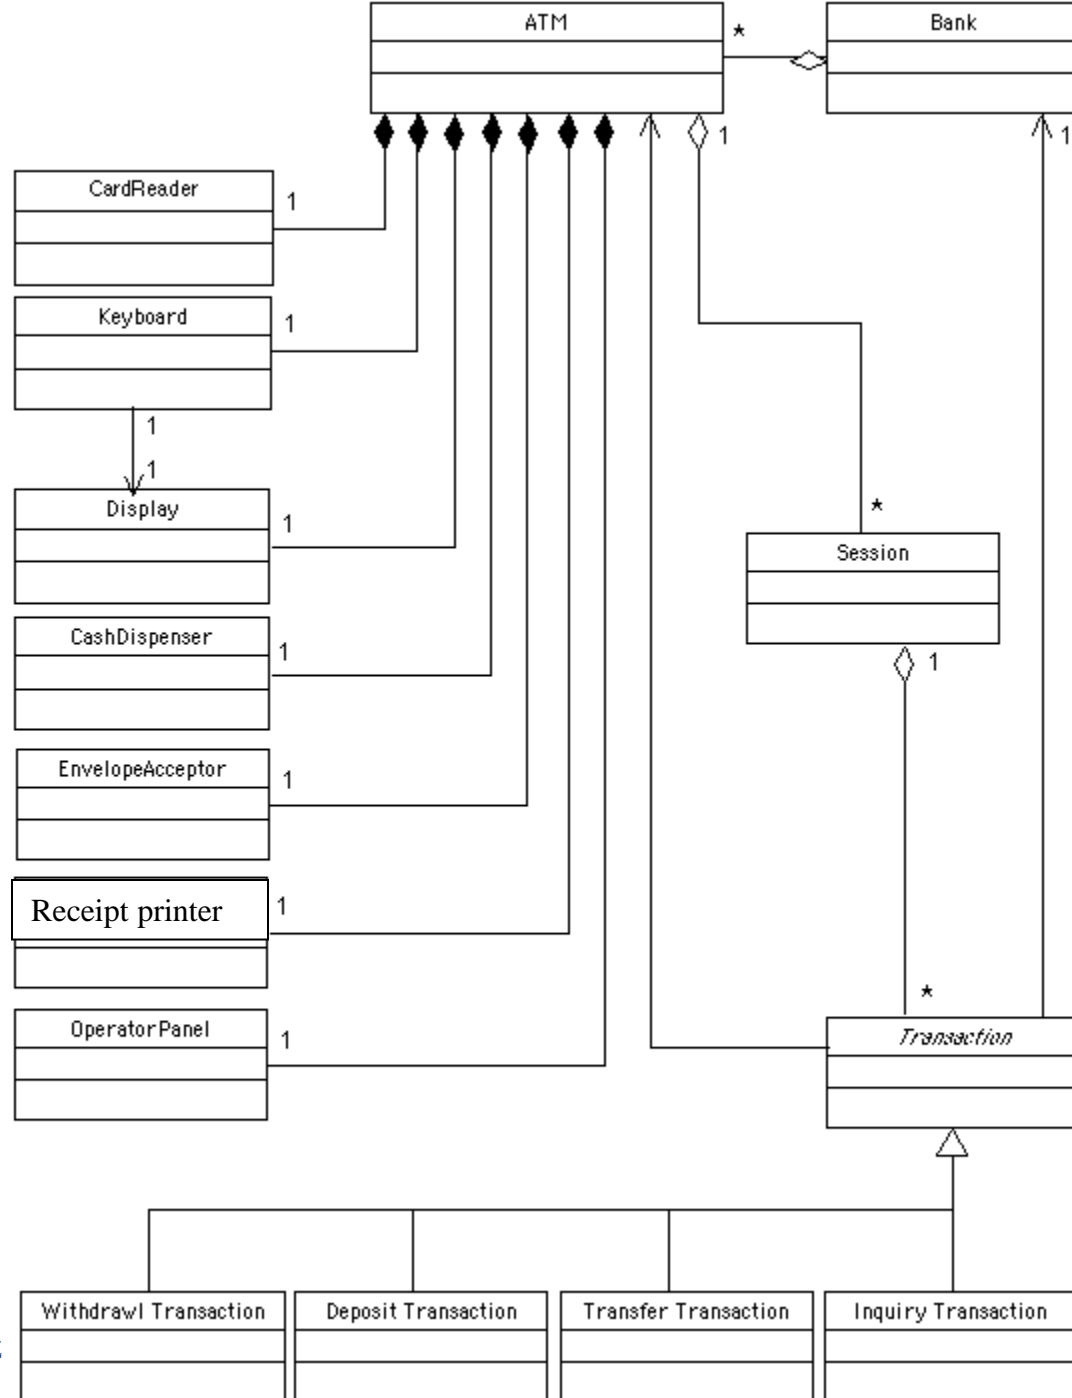 ATM
*
Bank
1
1
CardReader
1
Keyboard
1
1
1
Display
1
*
Session
CashDispenser
1
1
EnvelopeAcceptor
1
Receipt printer
1
*
OperatorPanel
1
Transaction
Withdrawl Transaction
Deposit Transaction
Transfer Transaction
Inquiry Transaction